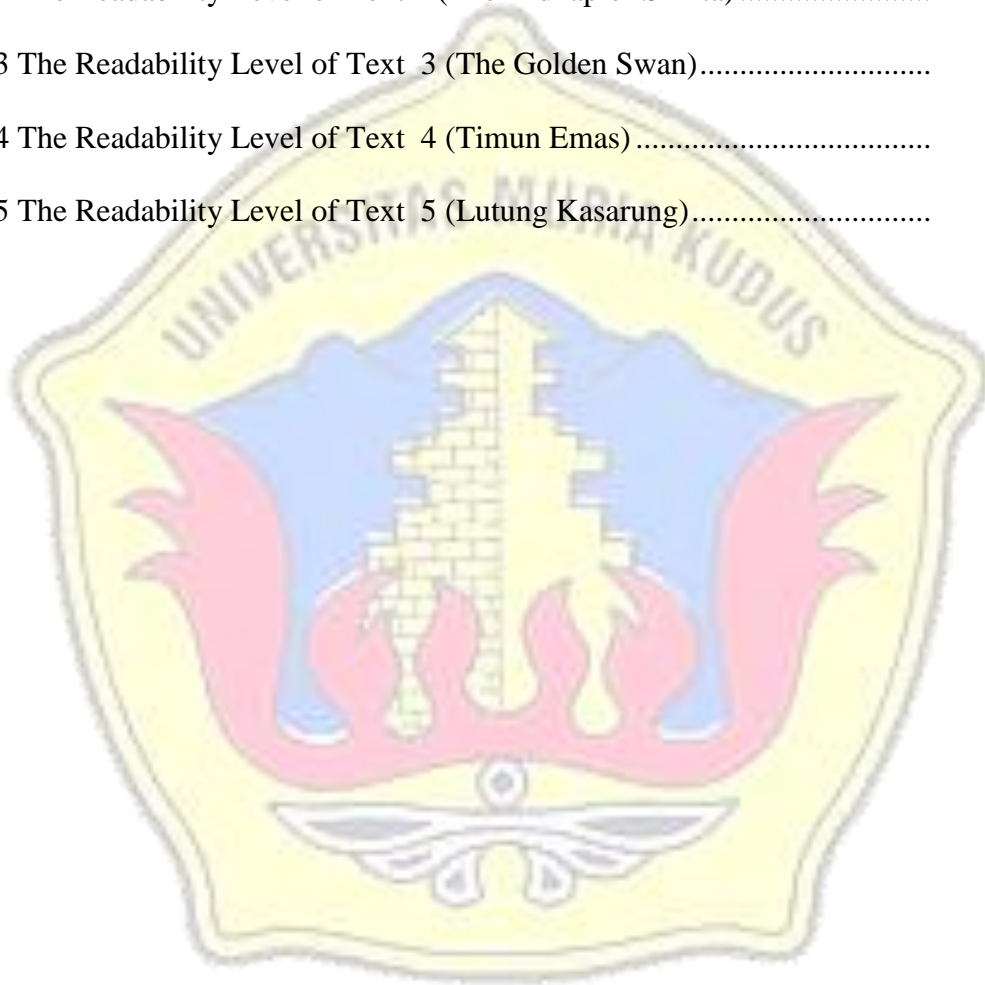 3 The Readability Level of Text 3 (The Golden Swan)............................
4 The Readability Level of Text 4 (Timun Emas)....................................
5 The Readability Level of Text 5 (Lutung Kasarung).............................
UNIVERSITAS MURIA KUDUS